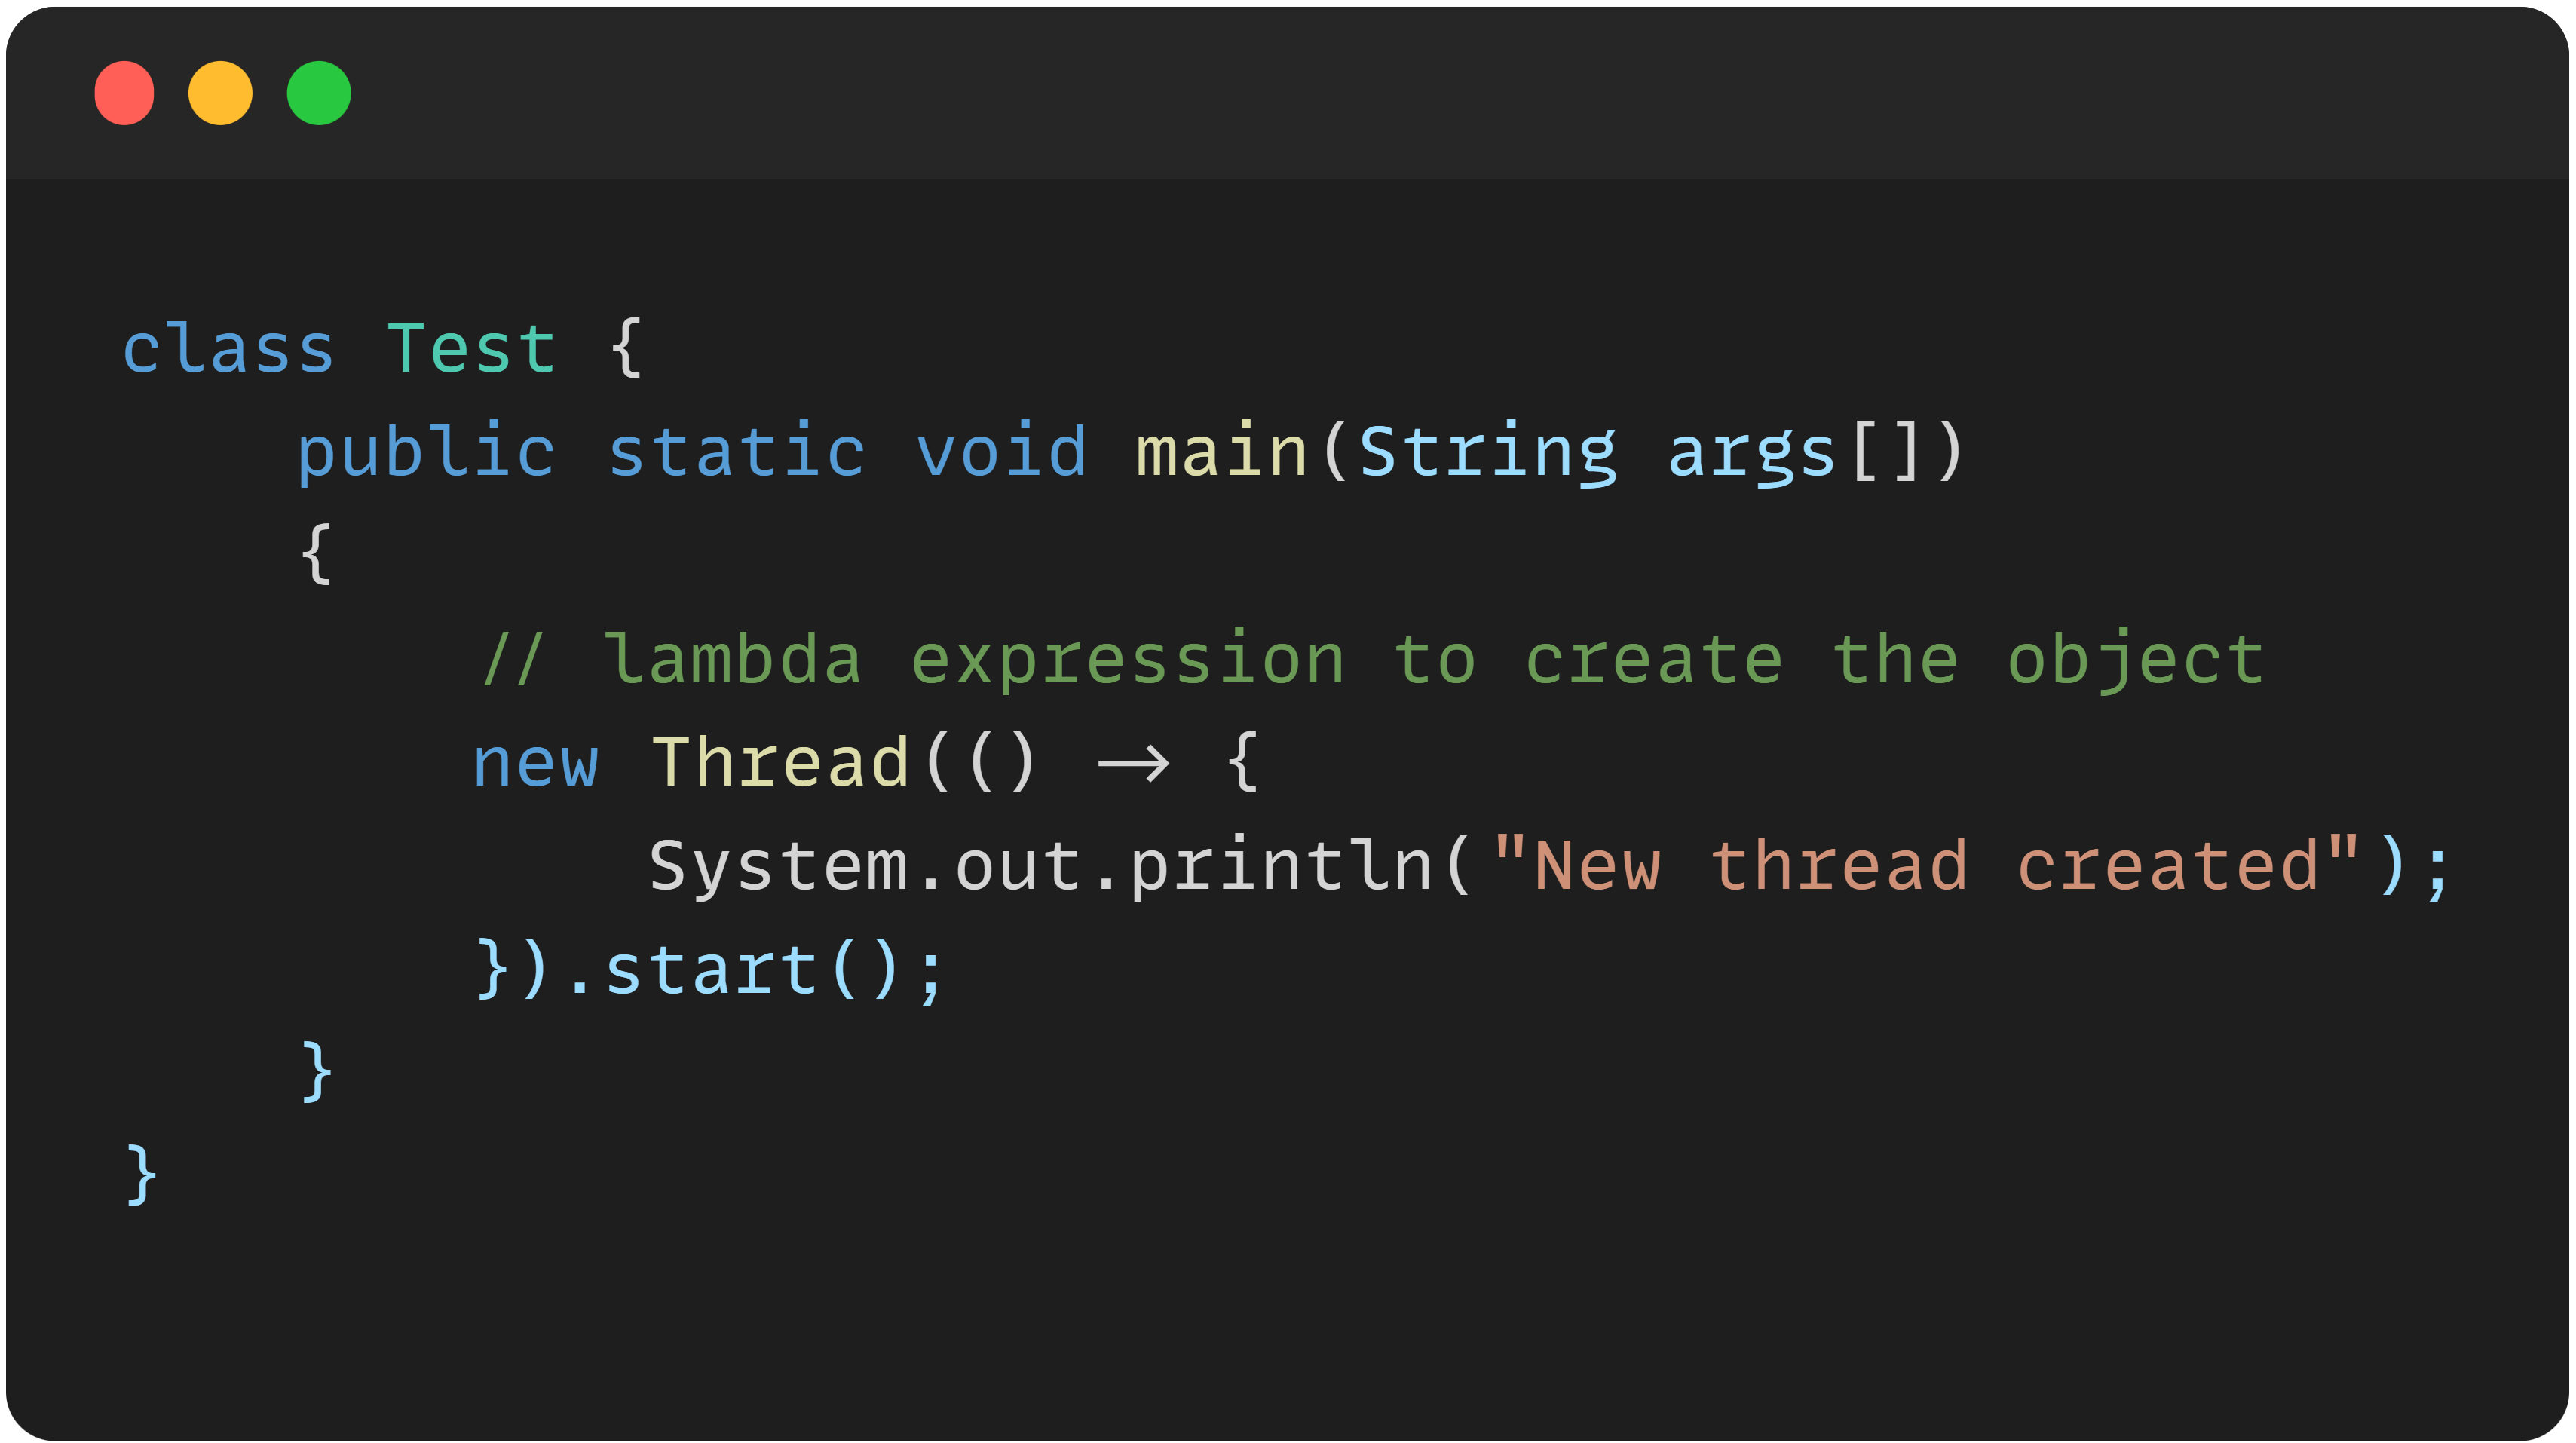 class Test {
    public static void main(String args[])
    {
        // lambda expression to create the object
        new Thread(() -> {
            System.out.println("New thread created");
        }).start();
    }
}